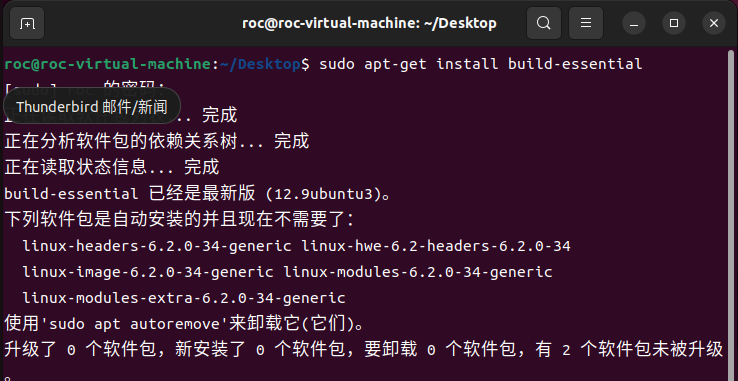 roc@roc-virtual-machine: ~/Desktop
roc@roc-virtual-machine:~/Desktop$ sudo apt-get install build-essential
的密码：
Thunderbird 邮件/新闻
... 完成
正在分析软件包的依赖关系树... 完成
正在读取状态信息... 完成
build-essential 已经是最新版 (12.9ubuntu3)。
下列软件包是自动安装的并且现在不需要了：
linux-headers-6.2.0-34-generic linux-hwe-6.2-headers-6.2.0-34
linux-image-6.2.0-34-generic linux-modules-6.2.0-34-generic
linux-modules-extra-6.2.0-34-generic
使用'sudo apt autoremove'来卸载它(它们)。
升级了 0 个软件包，新安装了 0 个软件包，要卸载 0 个软件包，有 2 个软件包未被升级
。